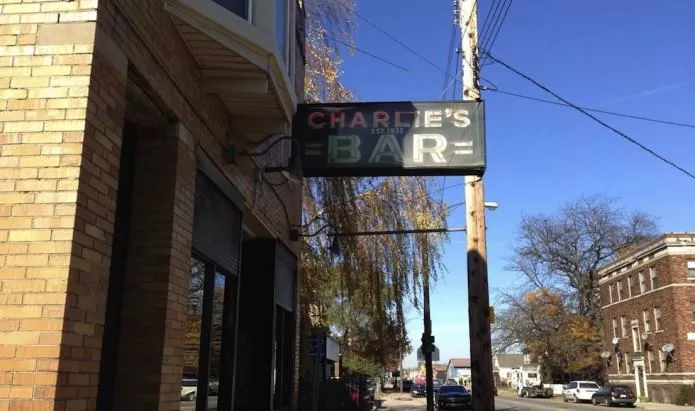 CHARLIE'S
EST. 1933
=BAR=